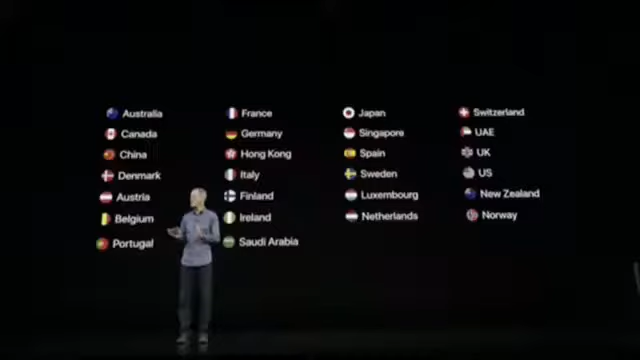 Australia
Canada
China
Denmark
Austria
Belgium
Portugal
France
Germany
Hong Kong
Italy
Finland
Ireland
Saudi Arabia
Japan
Singapore
Spain
Sweden
Luxembourg
Netherlands
Switzerland
UAE
UK
US
New Zealand
Norway